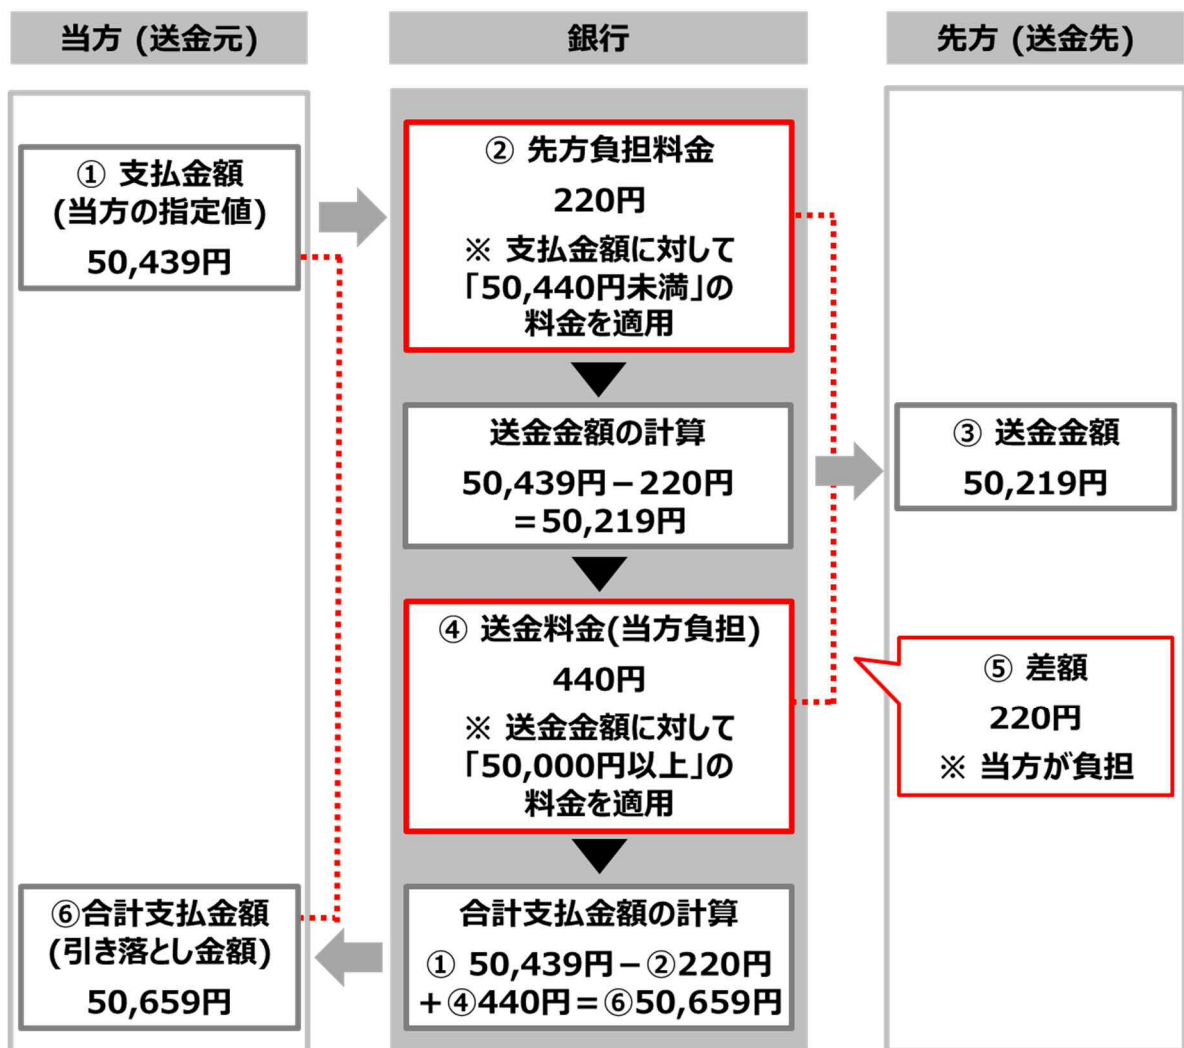 当方 (送金元)
銀行
先方 (送金先)
① 支払金額
(当方の指定値)
50,439円
② 先方負担料金
220円
※ 支払金額に対して
「50,440円未満」の
料金を適用
送金金額の計算
50,439円－220円
＝50,219円
③ 送金金額
50,219円
④ 送金料金(当方負担)
440円
※ 送金金額に対して
「50,000円以上」の
料金を適用
⑤ 差額
220円
※ 当方が負担
合計支払金額の計算
① 50,439円－②220円
＋④440円＝⑥50,659円
⑥合計支払金額
(引き落とし金額)
50,659円